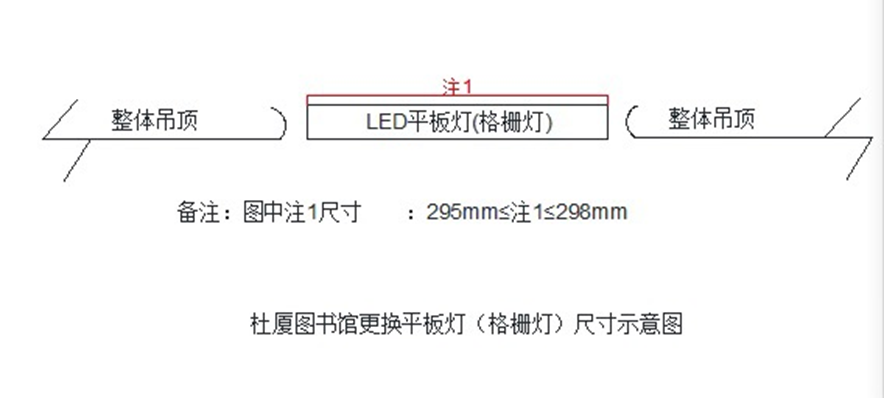 注1
整体吊顶 LED平板灯(格栅灯) 整体吊顶
备注：图中注1尺寸 ：295mm≤注1≤298mm
杜厦图书馆更换平板灯（格栅灯）尺寸示意图